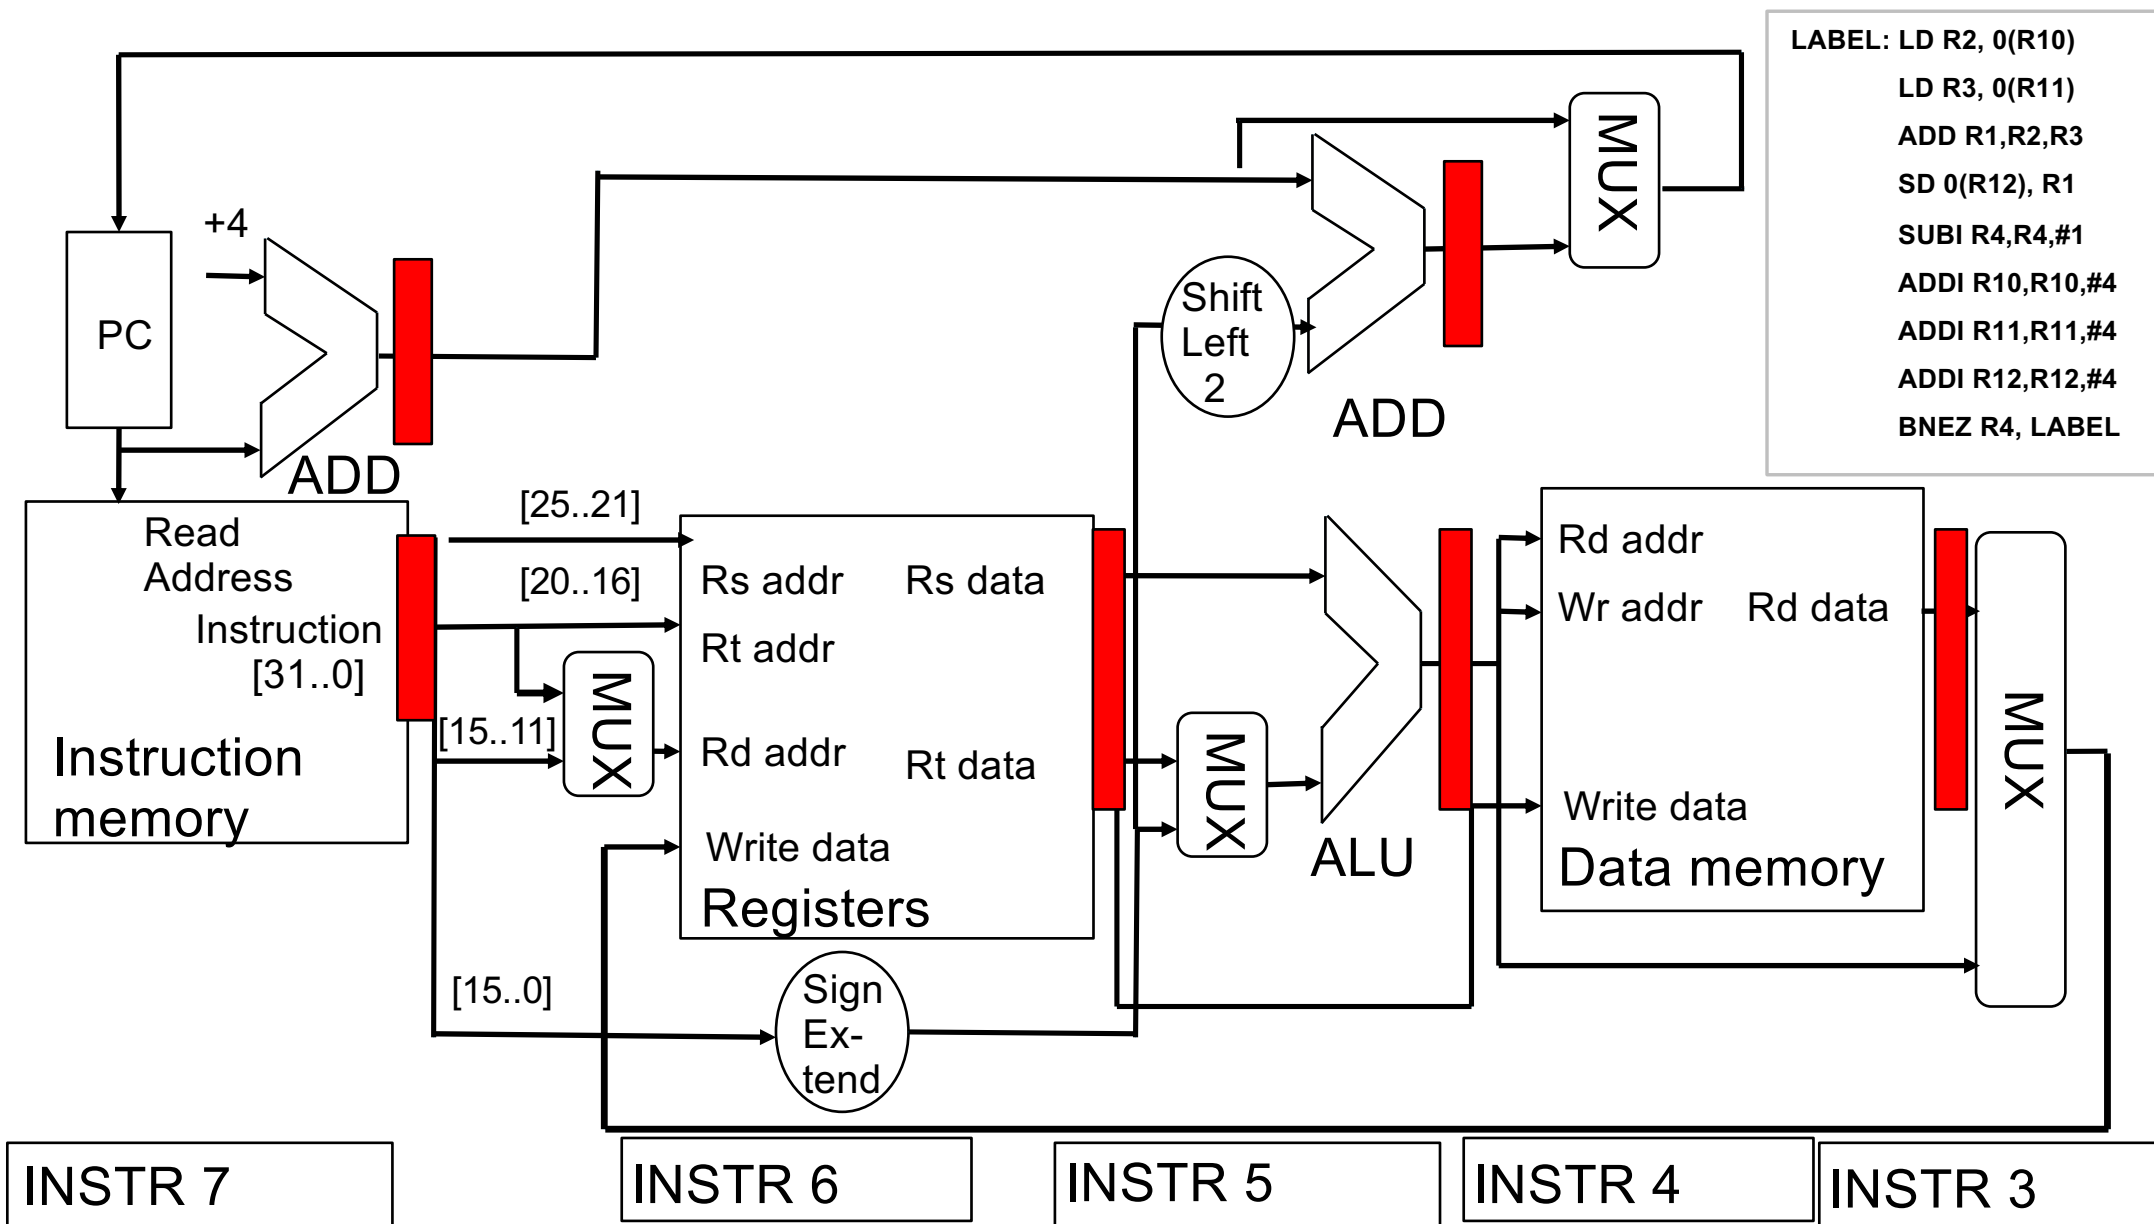 LABEL: LD R2, 0(R10)
LD R3, 0(R11)
ADD R1,R2,R3
SD 0(R12), R1
SUBI R4,R4,#1
ADDI R10,R10,#4
ADDI R11,R11,#4
ADDI R12,R12,#4
BNEZ R4, LABEL
MUX
+4
PC
ADD
Shift
Left
2
ADD
Read
Address
Instruction
[31..0]
Instruction
memory
[25..21]
[20..16]
[15..11]
[15..0]
MUX
Rs addr
Rs data
Rt addr
Rd addr
Rt data
Write data
Registers
Sign
Ex-
tend
MUX
ALU
Rd addr
Wr addr
Rd data
Write data
Data memory
MUX
INSTR 7
INSTR 6
INSTR 5
INSTR 4
INSTR 3